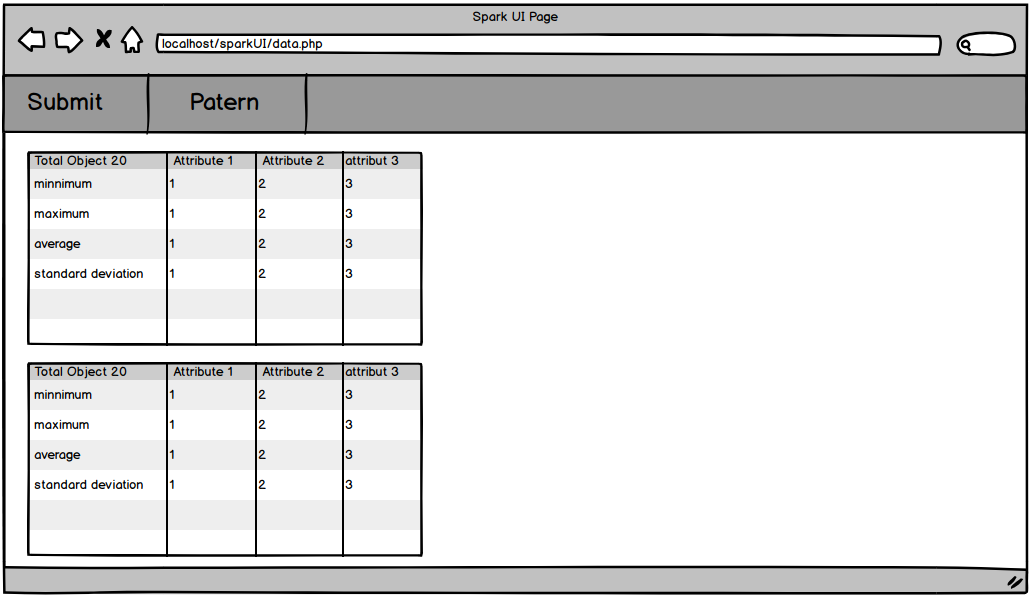 Spark UI Page
localhost/sparkUI/data.php
Submit Patern
Total Object 20 Attribute 1 Attribute 2 attribut 3
minnimum 1 2 3
maximum 1 2 3
average 1 2 3
standard deviation 1 2 3
Total Object 20 Attribute 1 Attribute 2 attribut 3
minnimum 1 2 3
maximum 1 2 3
average 1 2 3
standard deviation 1 2 3